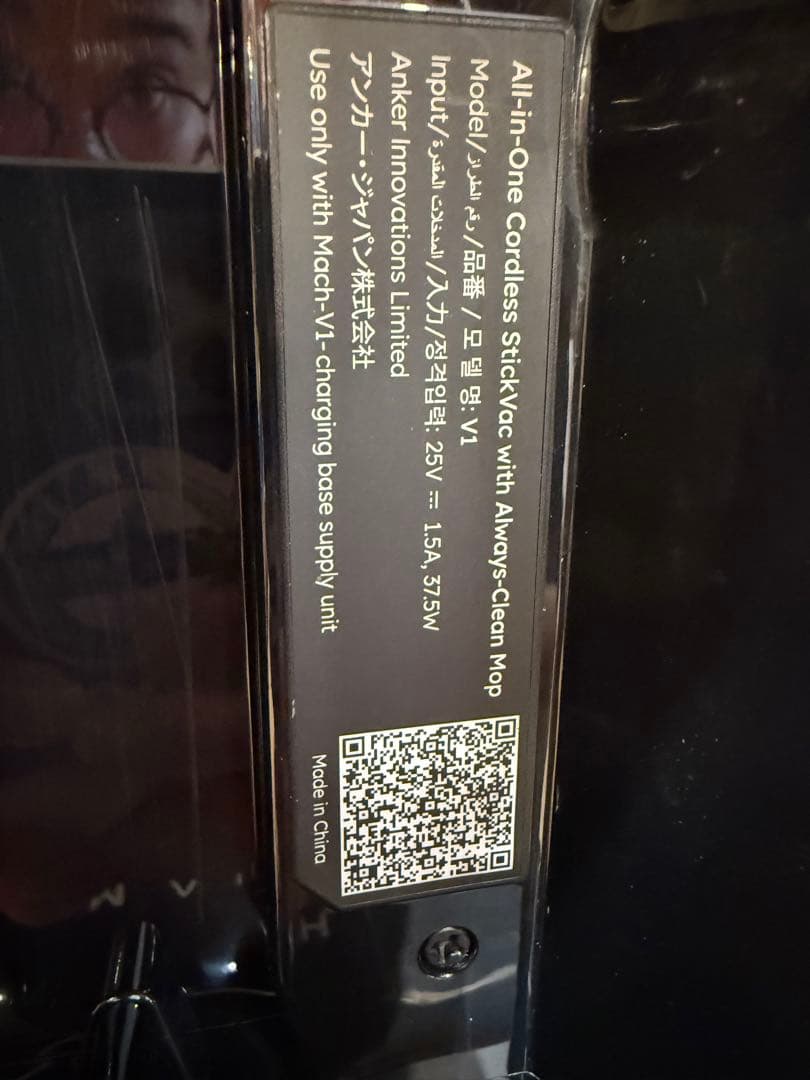 All-in-One Cordless StickVac with Always-Clean Mop
Model/رقم الطراز/品番 / 모 델 명: V1
Input/المدخلات المقدرة/入力/정격입력: 25V ⎓ 1.5A, 37.5W
Anker Innovations Limited
アンカー・ジャパン株式会社
Use only with Mach-V1-charging base supply unit
Made in China